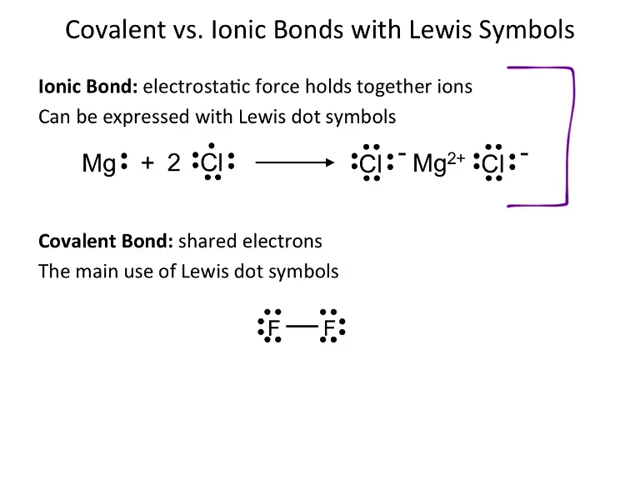 Covalent vs. Ionic Bonds with Lewis Symbols
Ionic Bond: electrostatic force holds together ions
Can be expressed with Lewis dot symbols
Mg: + 2 Cl → Cl⁻ Mg²⁺ Cl⁻
Covalent Bond: shared electrons
The main use of Lewis dot symbols
F—F